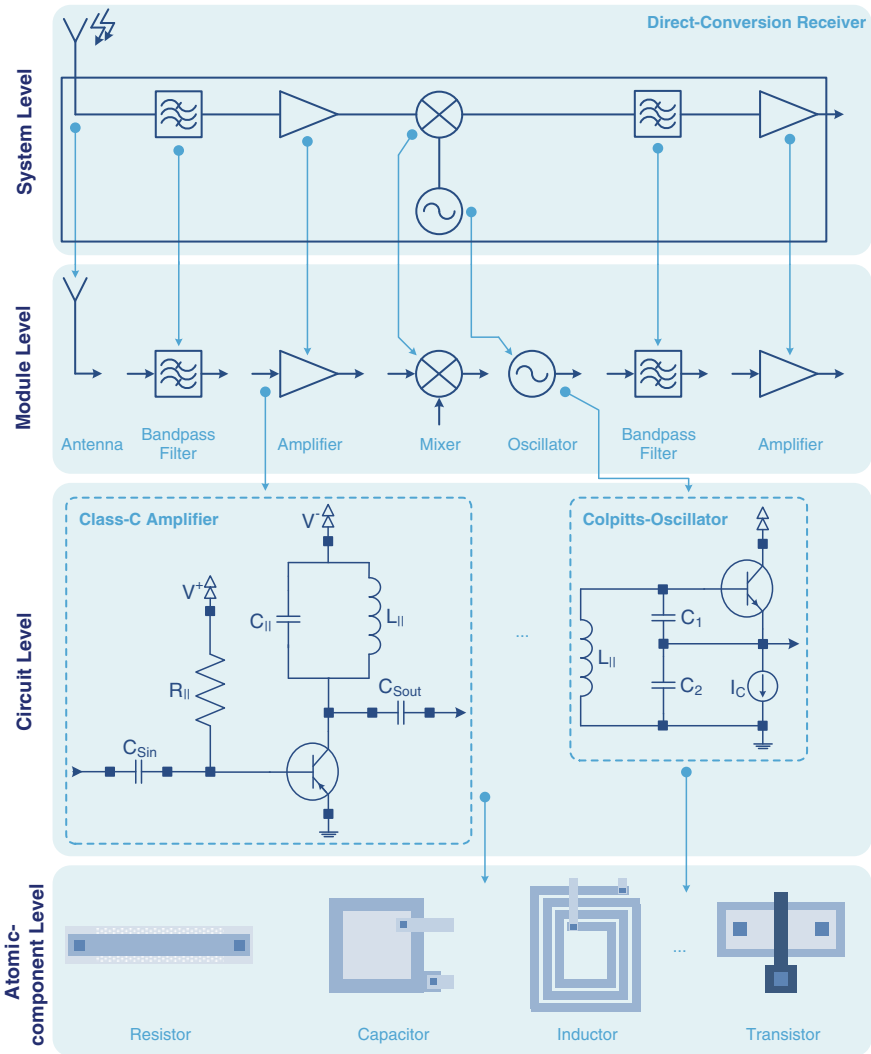 Direct-Conversion Receiver
System Level
Module Level
Antenna
Bandpass
Filter
Amplifier
Mixer
Oscillator
Bandpass
Filter
Amplifier
Circuit Level
Class-C Amplifier
V-
V+
C||
L||
R||
CSout
CSin
...
Colpitts-Oscillator
L||
C1
C2
IC
Atomic-
component Level
...
Resistor
Capacitor
Inductor
Transistor